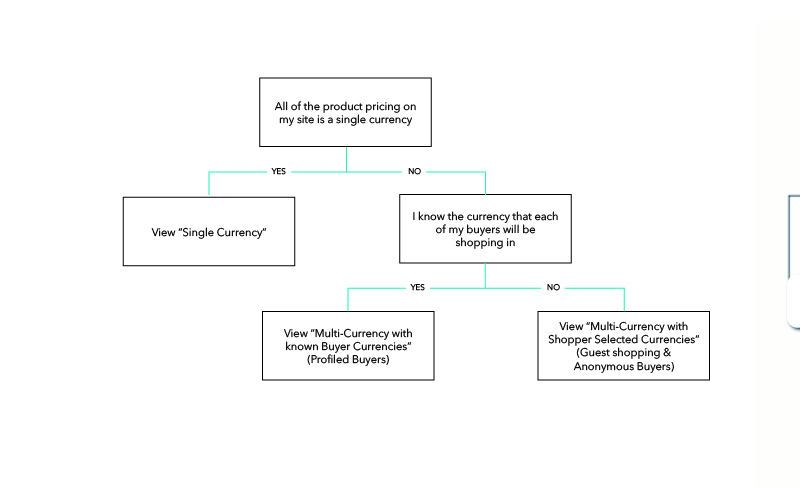 All of the product pricing on
my site is a single currency
YES
NO
View “Single Currency”
I know the currency that each
of my buyers will be
shopping in
YES
NO
View “Multi-Currency with
known Buyer Currencies”
(Profiled Buyers)
View “Multi-Currency with
Shopper Selected Currencies”
(Guest shopping &
Anonymous Buyers)